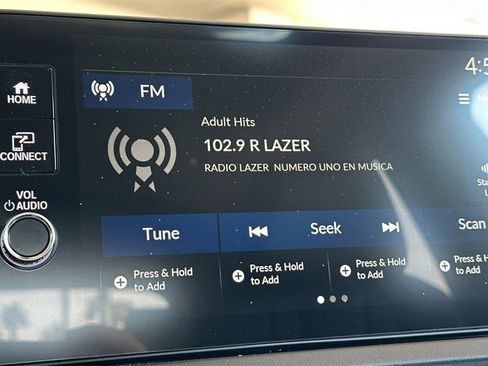 4:5
HOME
FM
Adult Hits
102.9 R LAZER
RADIO LAZER NUMERO UNO EN MUSICA
CONNECT
VOL
AUDIO
Tune
Seek
Scan
Press & Hold
to Add
Press & Hold
to Add
Press & Hold
to Add
Press & Hold
to Add